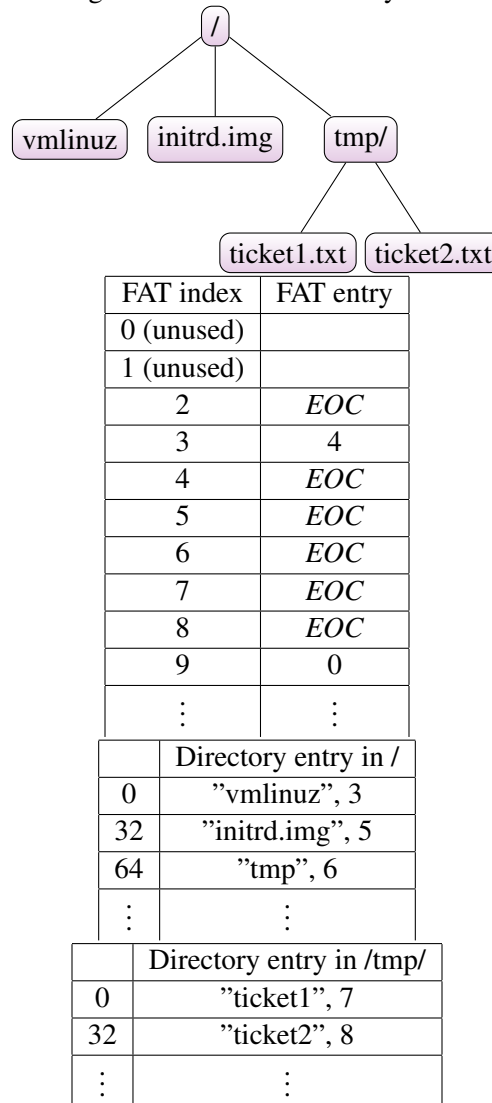 /
vmlinuz initrd.img tmp/
ticket1.txt ticket2.txt
FAT index FAT entry
0 (unused)
1 (unused)
2 EOC
3 4
4 EOC
5 EOC
6 EOC
7 EOC
8 EOC
9 0
⋮ ⋮
Directory entry in /
0 ”vmlinuz”, 3
32 ”initrd.img”, 5
64 ”tmp”, 6
⋮ ⋮
Directory entry in /tmp/
0 ”ticket1”, 7
32 ”ticket2”, 8
⋮ ⋮